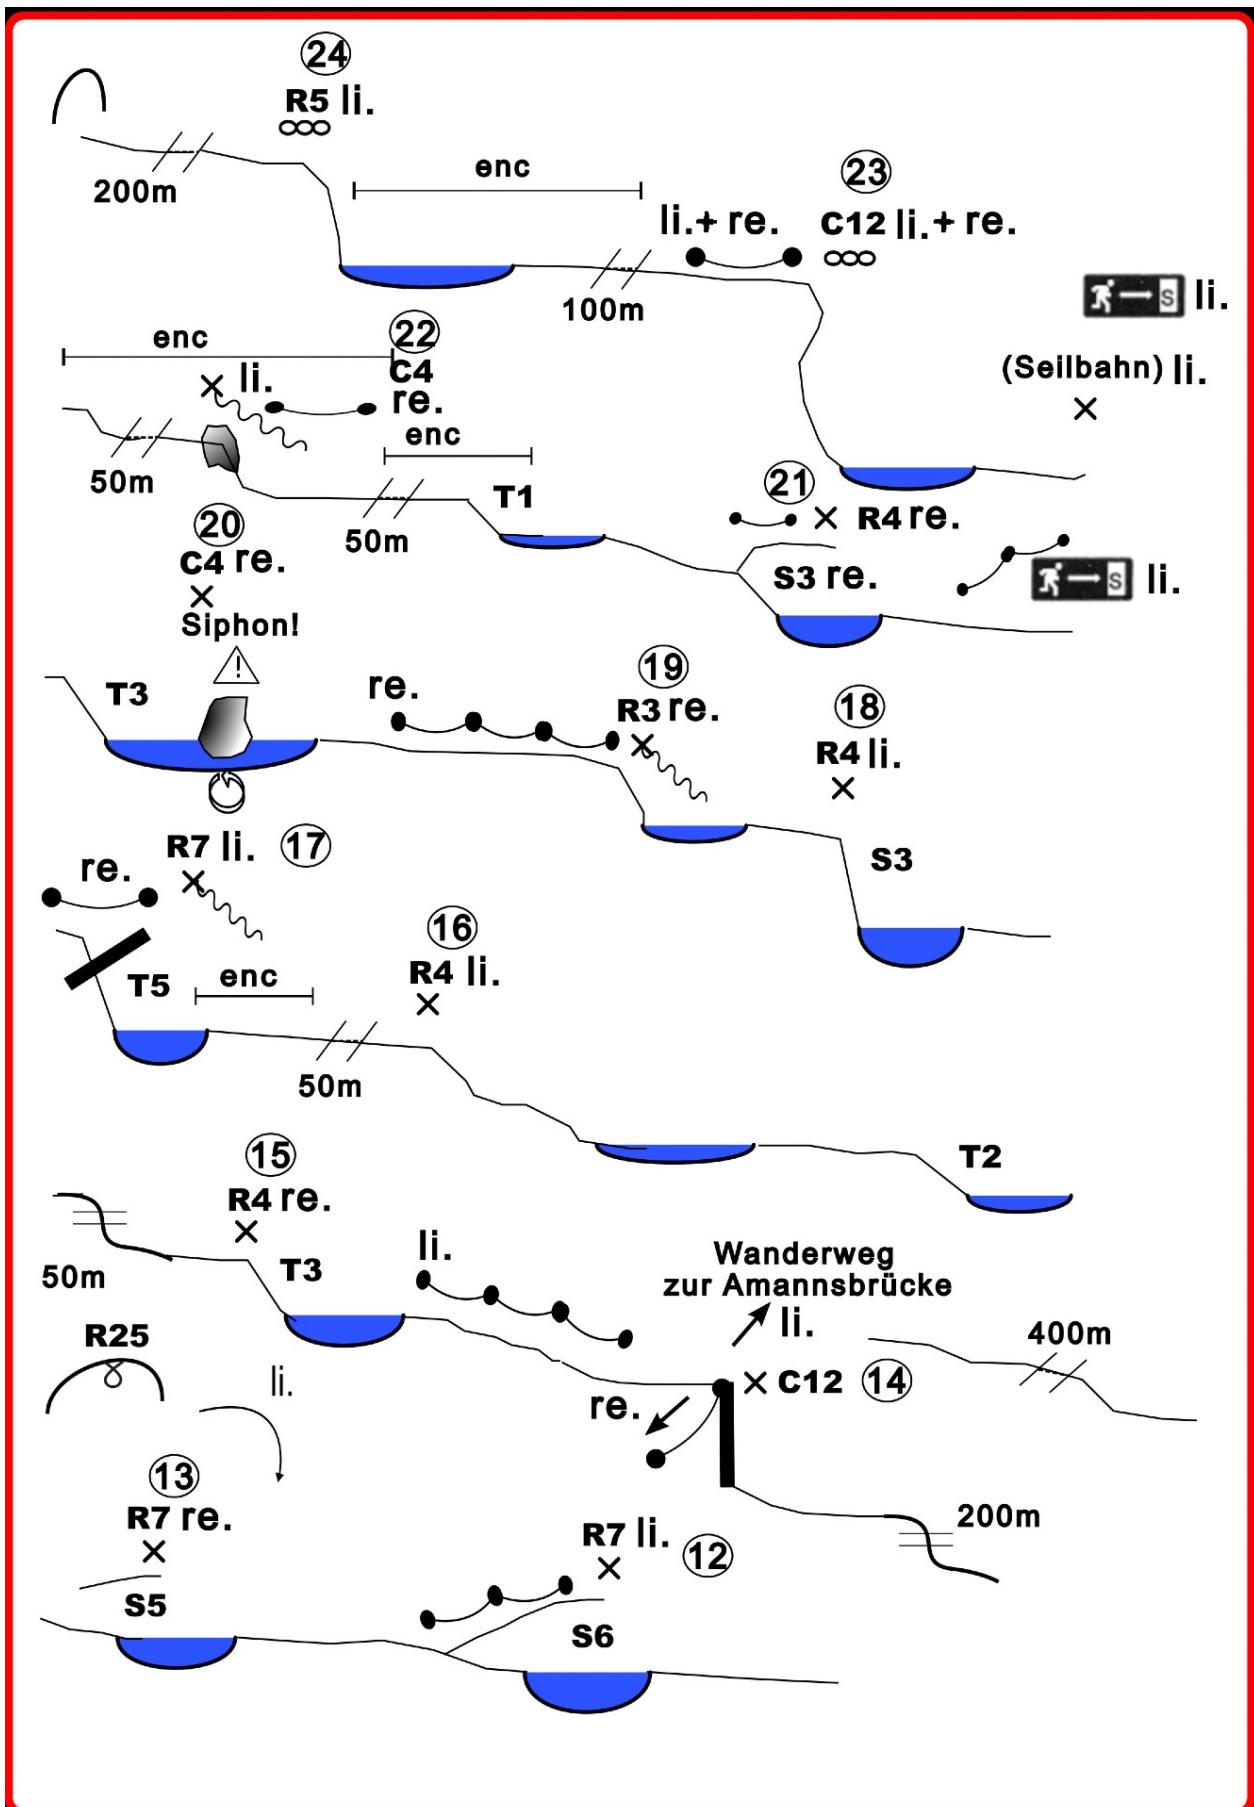 24
R5 li.
200m
enc
23
li.+ re.
C12 li.+ re.
100m
S li.
(Seilbahn) li.
enc
22
C4
re.
li.
enc
50m
50m
T1
21
R4 re.
S3 re.
S li.
20
C4 re.
Siphon!
T3
re.
19
R3 re.
18
R4 li.
S3
R7 li. 17
re.
T5
enc
50m
16
R4 li.
T2
15
R4 re.
50m
T3
li.
Wanderweg
zur Amannsbrücke
li.
400m
C12 14
re.
200m
R25
li.
13
R7 re.
S5
R7 li. 12
S6